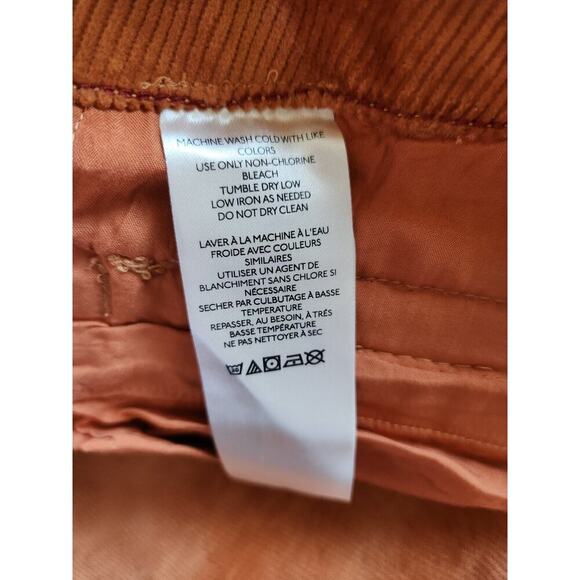 MACHINE WASH COLD WITH LIKE
COLORS
USE ONLY NON-CHLORINE
BLEACH
TUMBLE DRY LOW
LOW IRON AS NEEDED
DO NOT DRY CLEAN
LAVER À LA MACHINE À L'EAU
FROIDE AVEC COULEURS
SIMILAIRES
UTILISER UN AGENT DE
BLANCHIMENT SANS CHLORE SI
NÉCESSAIRE
SECHER PAR CULBUTAGE À BASSE
TEMPERATURE
REPASSER, AU BESOIN, À TRÉS
BASSE TEMPÉRATURE
NE PAS NETTOYER À SEC
30